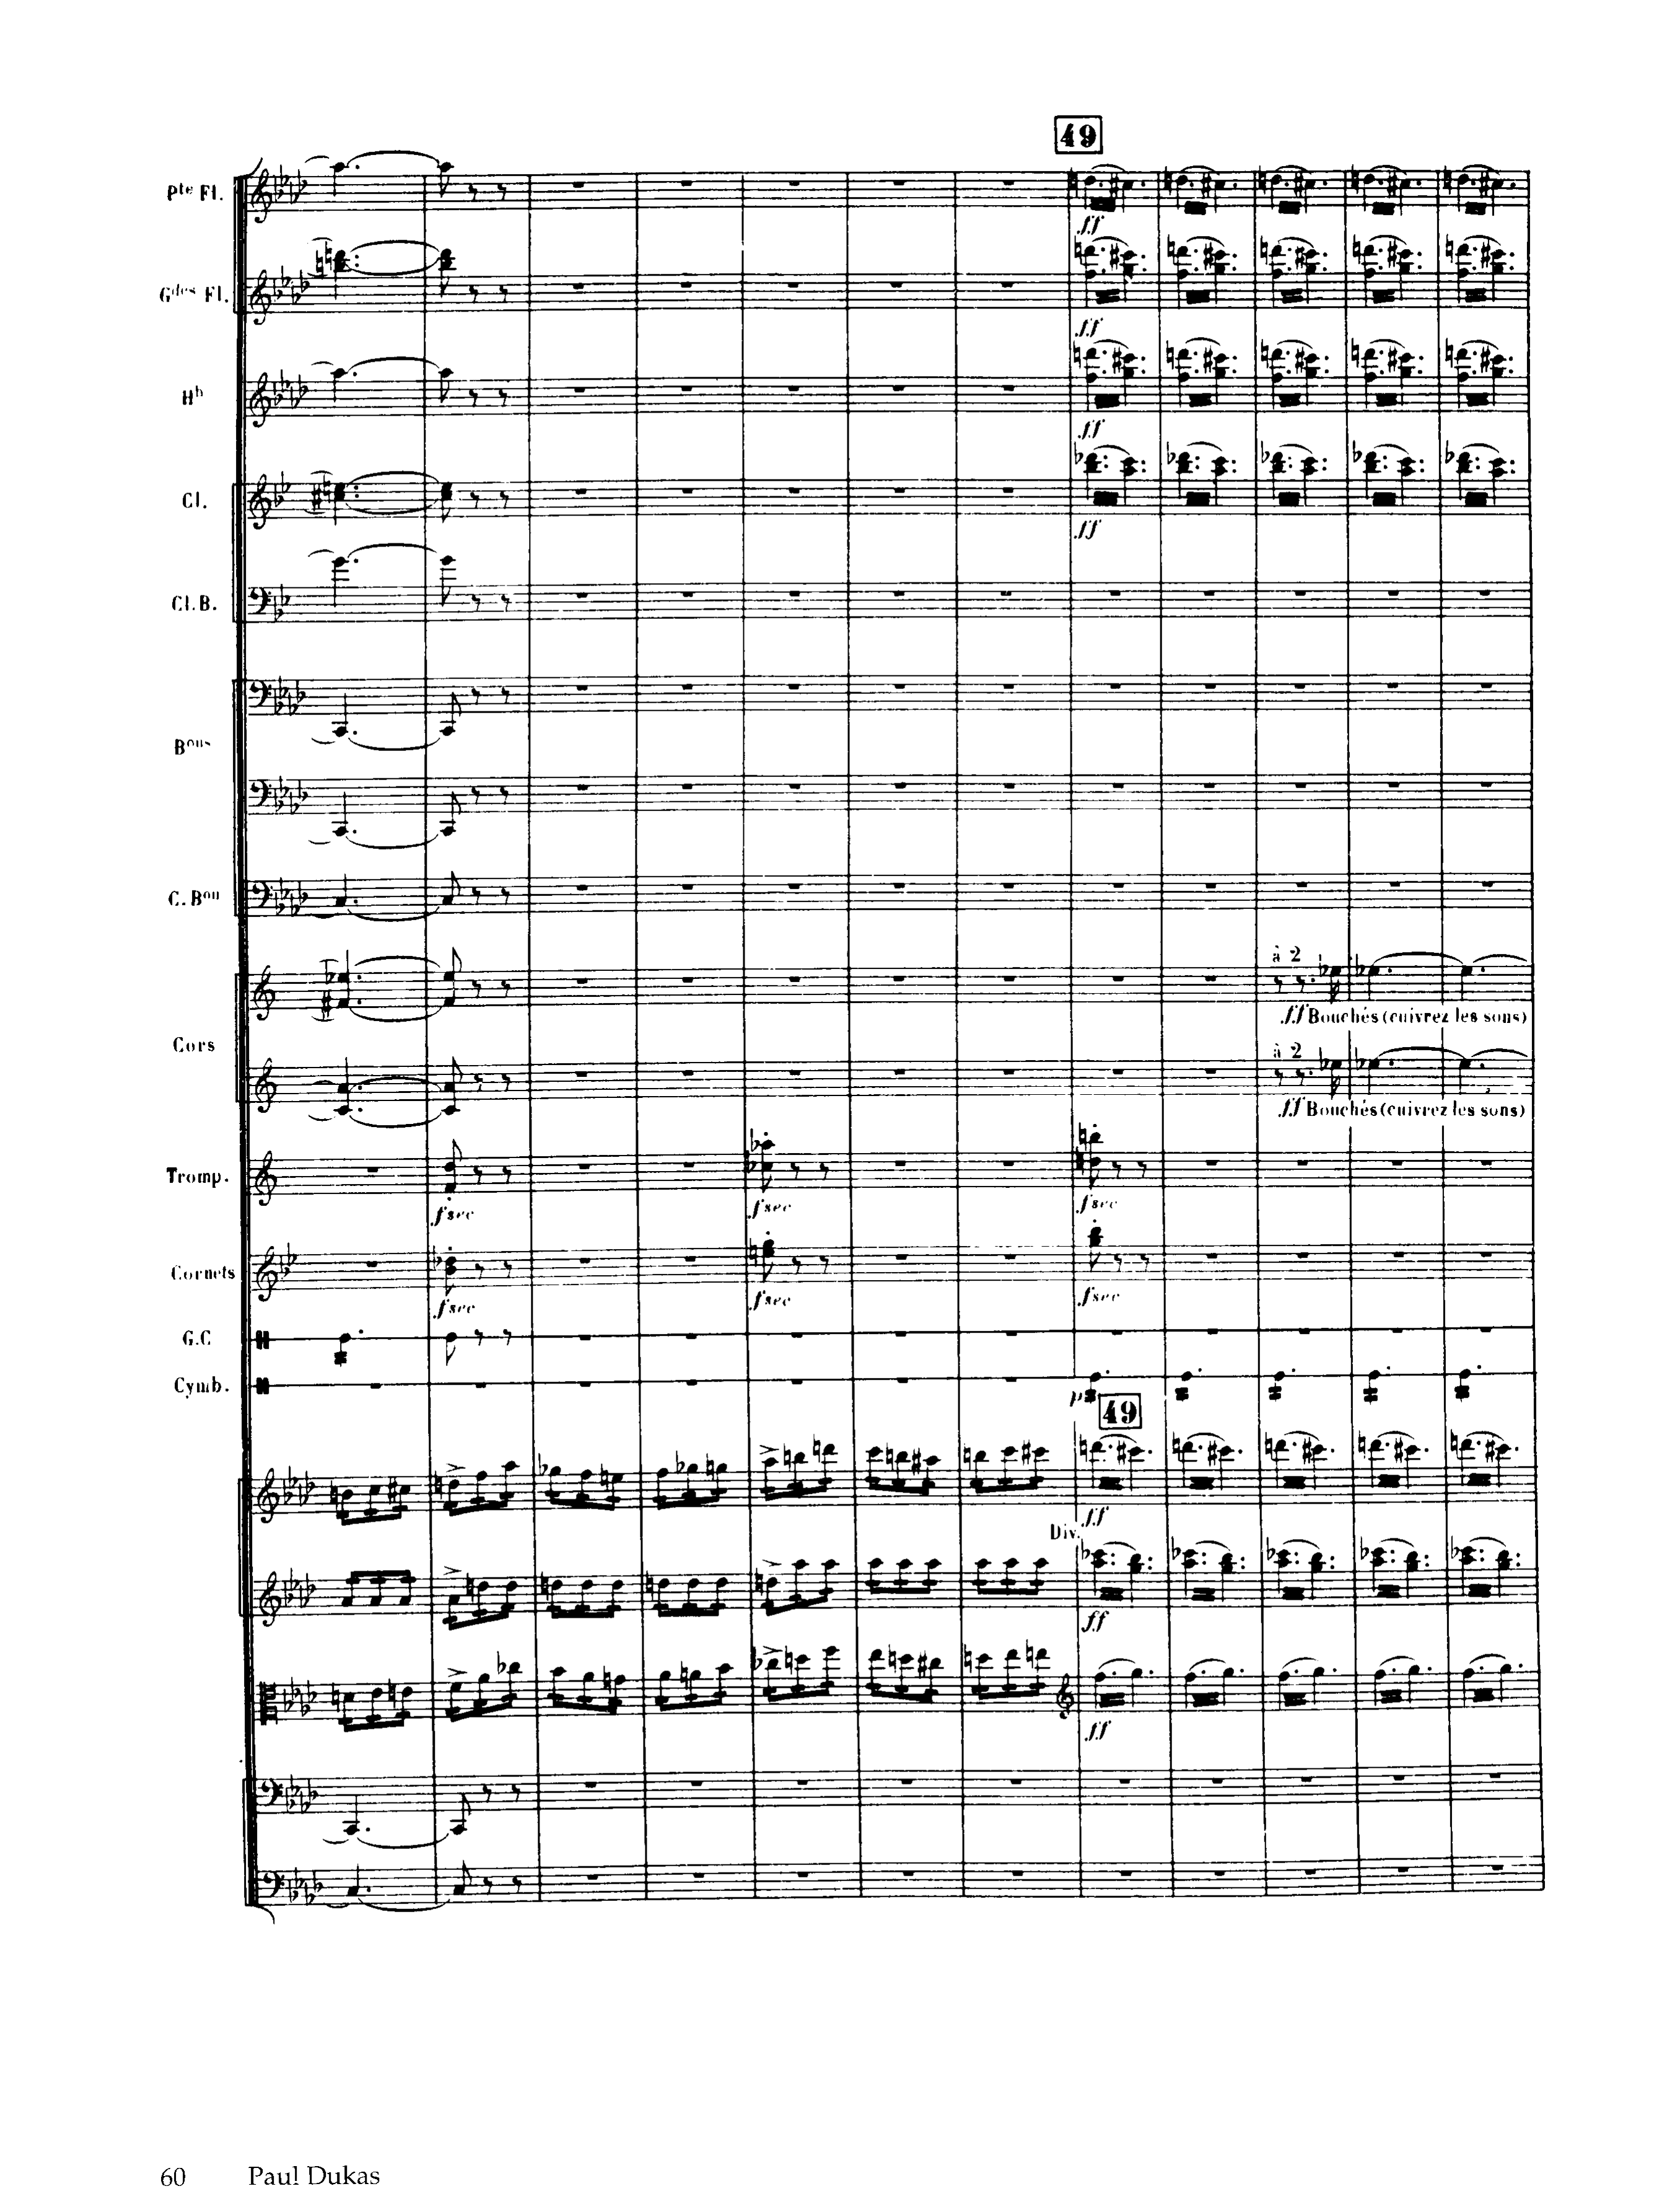 49
Pte Fl.
ff
Gdes Fl.
ff
Hb
ff
Cl.
ff
Cl.B.
Bons
C. Bon
à 2
ff Bouchés (cuivrez les sons)
Cors
à 2
ff Bouchés (cuivrez les sons)
Tromp.
f sec f sec f sec
Cornets
f sec f sec f sec
G.C
Cymb.
p
49
ff
Div.
ff
ff
60 Paul Dukas